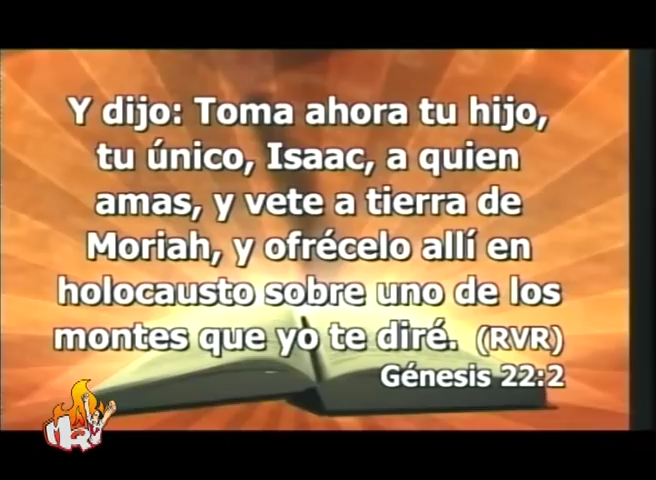 Y dijo: Toma ahora tu hijo,
tu único, Isaac, a quien
amas, y vete a tierra de
Moriah, y ofrécelo allí en
holocausto sobre uno de los
montes que yo te diré. (RVR)
Génesis 22:2
MRV